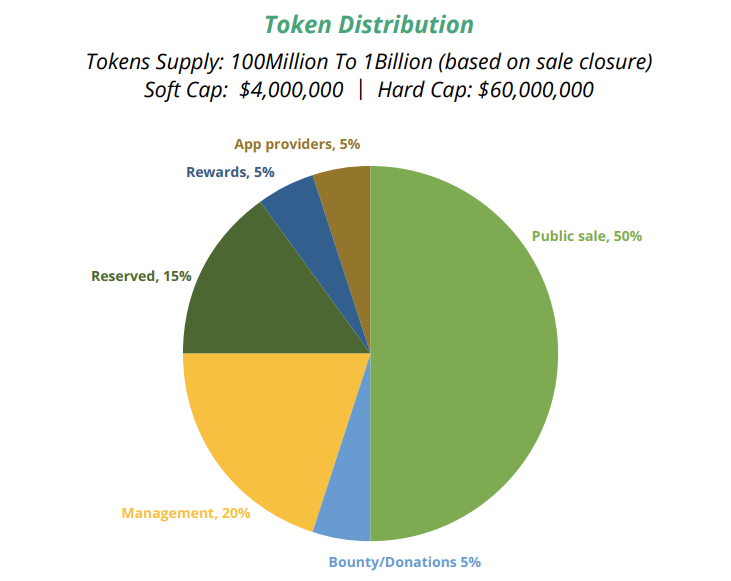 Token Distribution
Tokens Supply: 100Million To 1Billion (based on sale closure)
Soft Cap: $4,000,000 | Hard Cap: $60,000,000
App providers, 5%
Rewards, 5%
Public sale, 50%
Reserved, 15%
Management, 20%
Bounty/Donations 5%